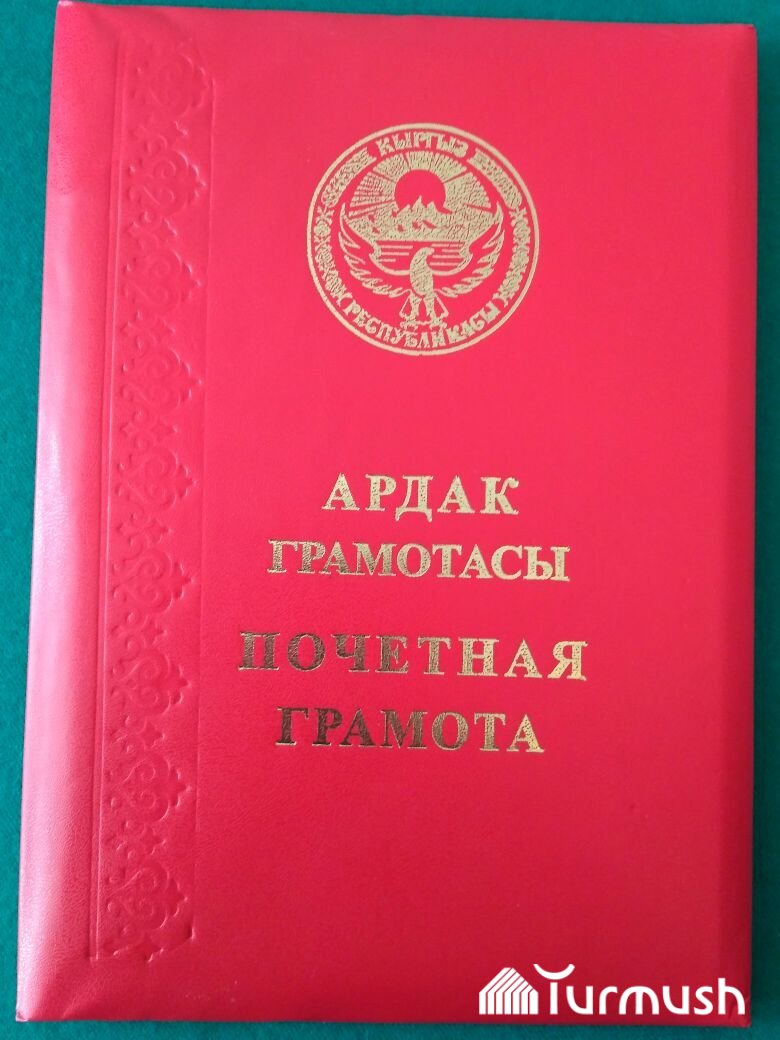 КЫРГЫЗ
РЕСПУБЛИКАСЫ
АРДАК
ГРАМОТАСЫ
ПОЧЕТНАЯ
ГРАМОТА
Turmush